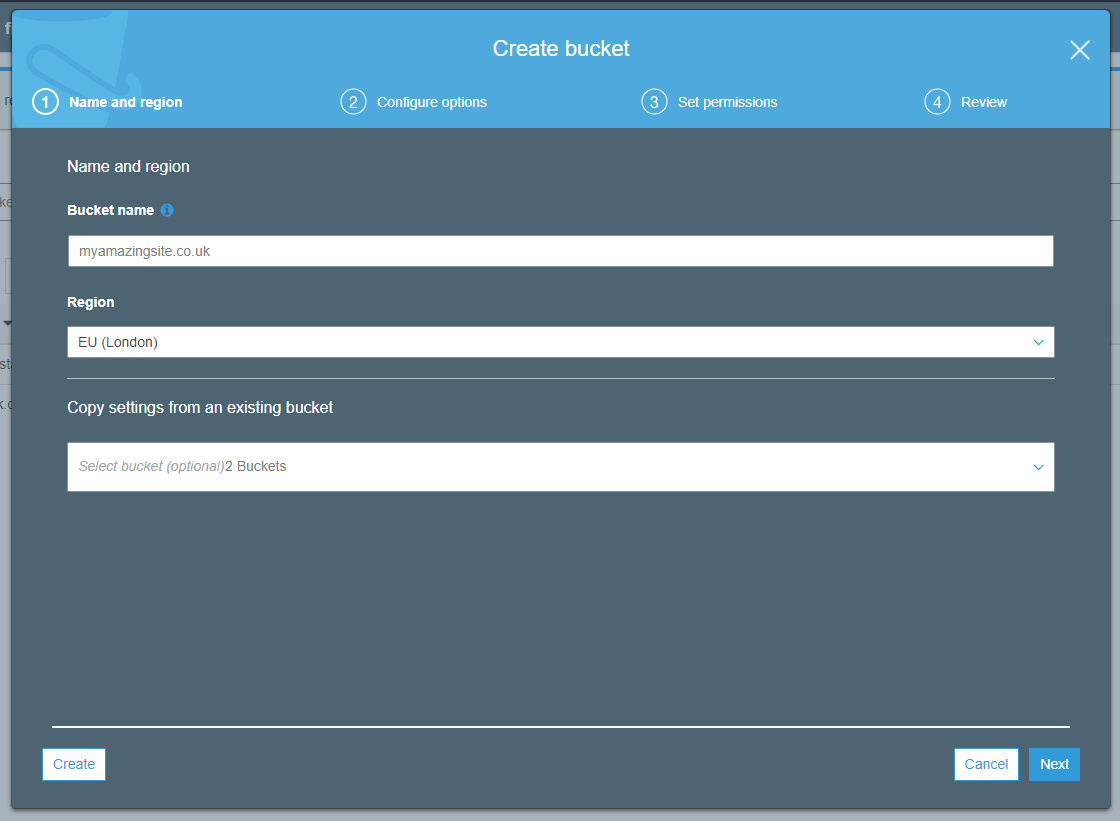 Create bucket
1 Name and region
2 Configure options
3 Set permissions
4 Review
Name and region
Bucket name
myamazingsite.co.uk
Region
EU (London)
Copy settings from an existing bucket
Select bucket (optional)2 Buckets
Create
Cancel
Next